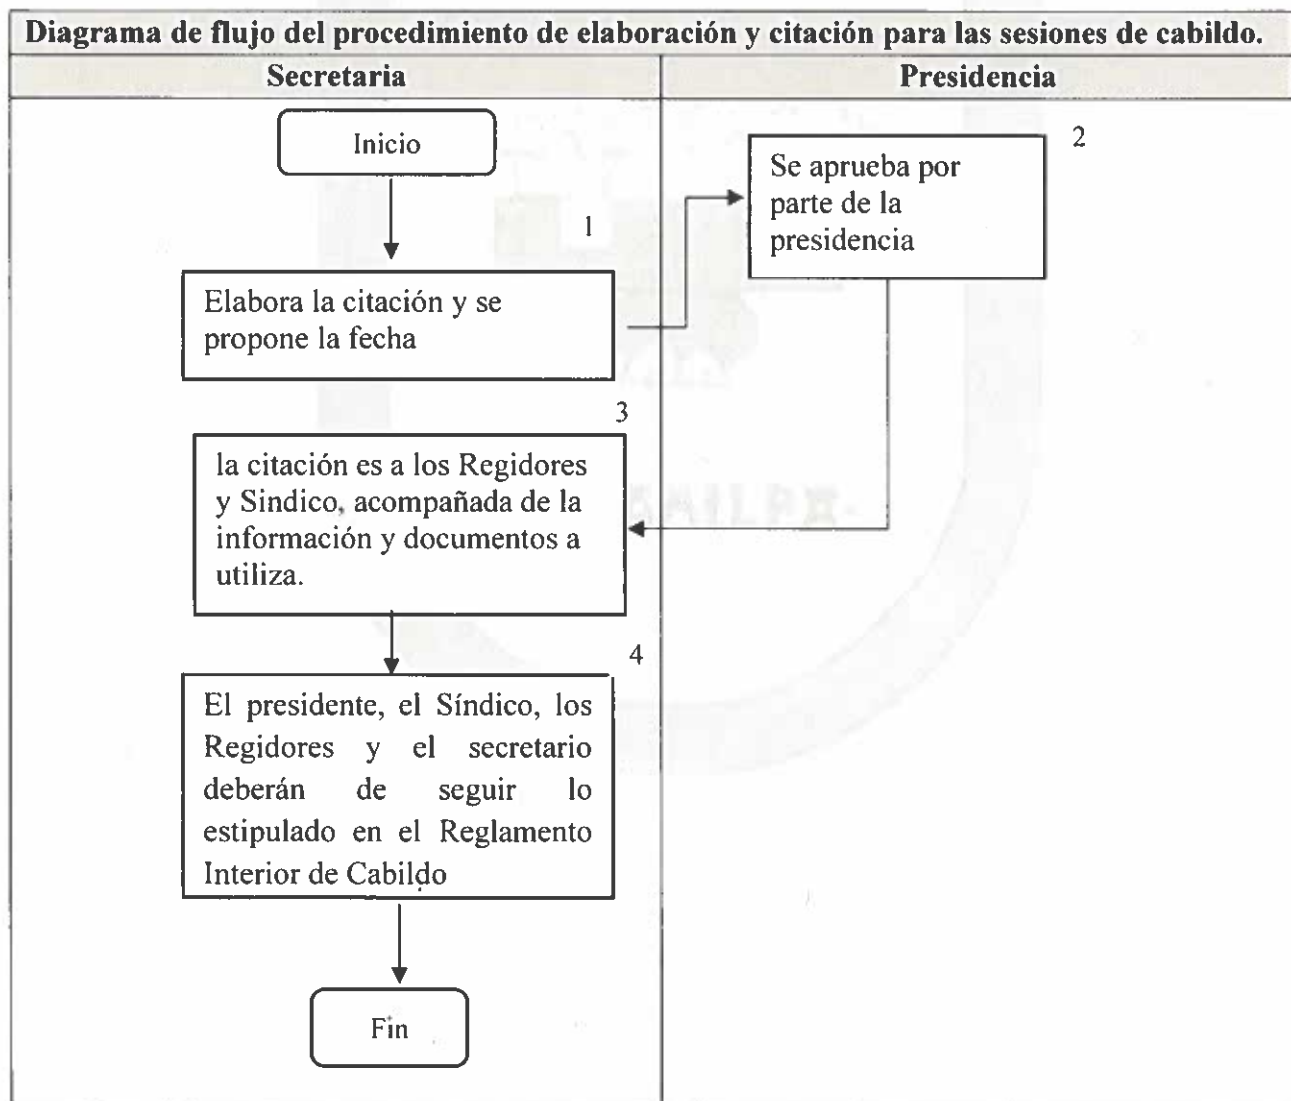 Diagrama de flujo del procedimiento de elaboración y citación para las sesiones de cabildo.
Secretaria
Presidencia
Inicio
1
Elabora la citación y se
propone la fecha
2
Se aprueba por
parte de la
presidencia
3
la citación es a los Regidores
y Sindico, acompañada de la
información y documentos a
utiliza.
4
El presidente, el Síndico, los
Regidores y el secretario
deberán de seguir lo
estipulado en el Reglamento
Interior de Cabildo
Fin